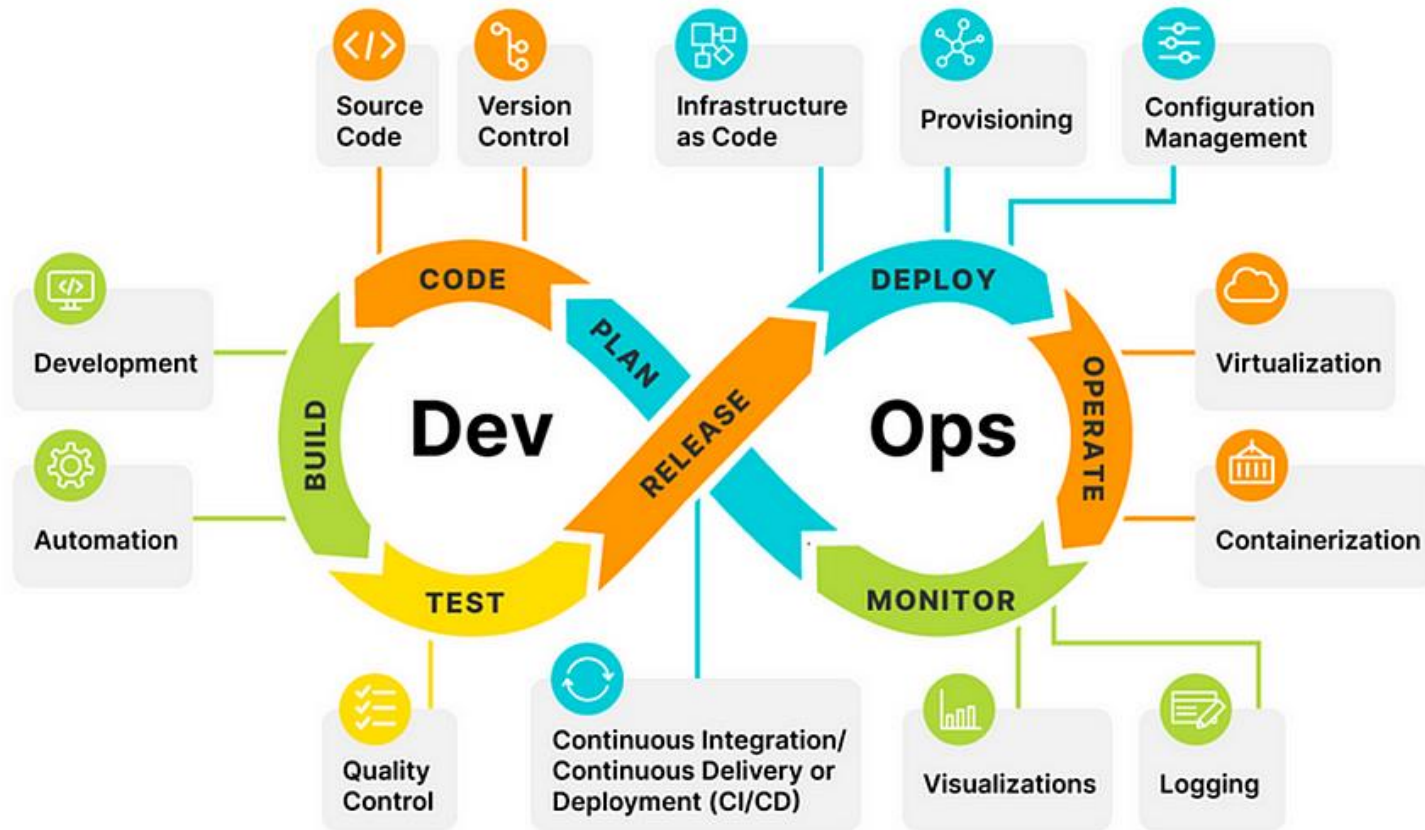 </>
Source
Code
Version
Control
Infrastructure
as Code
Provisioning
Configuration
Management
CODE
DEPLOY
PLAN
</>
Development
Virtualization
OPERATE
BUILD
Dev
RELEASE
Ops
Automation
Containerization
TEST
MONITOR
Quality
Control
Continuous Integration/
Continuous Delivery or
Deployment (CI/CD)
Visualizations
Logging